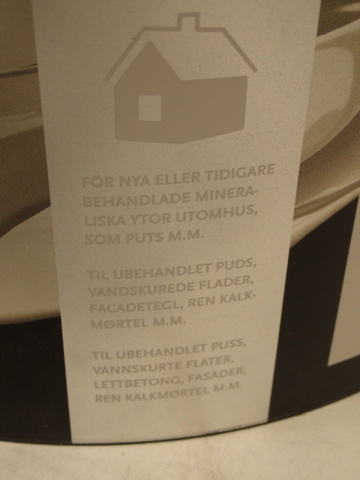 FÖR NYA ELLER TIDIGARE
BEHANDLADE MINERA-
LISKA YTOR UTOMHUS,
SOM PUTS M.M.
TIL UBEHANDLET PUDS,
VANDSKUREDE FLADER,
FACADETEGL, REN KALK-
MØRTEL M.M.
TIL UBEHANDLET PUSS,
VANNSKURTE FLATER,
LETTBETONG, FASADER,
REN KALKMØRTEL M.M.